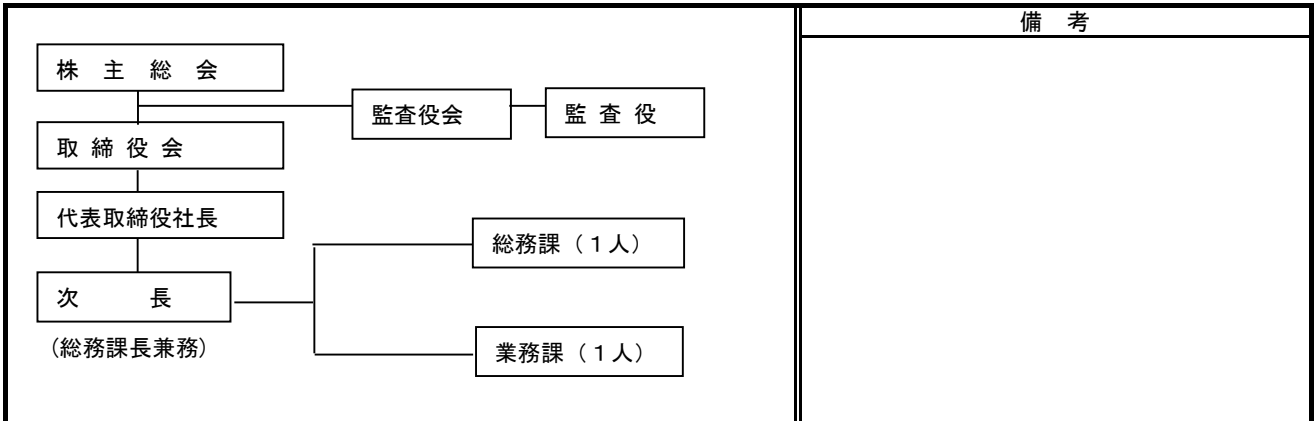 備 考
株 主 総 会
監査役会
監 査 役
取 締 役 会
代表取締役社長
総務課（１人）
次 長
(総務課長兼務)
業務課（１人）